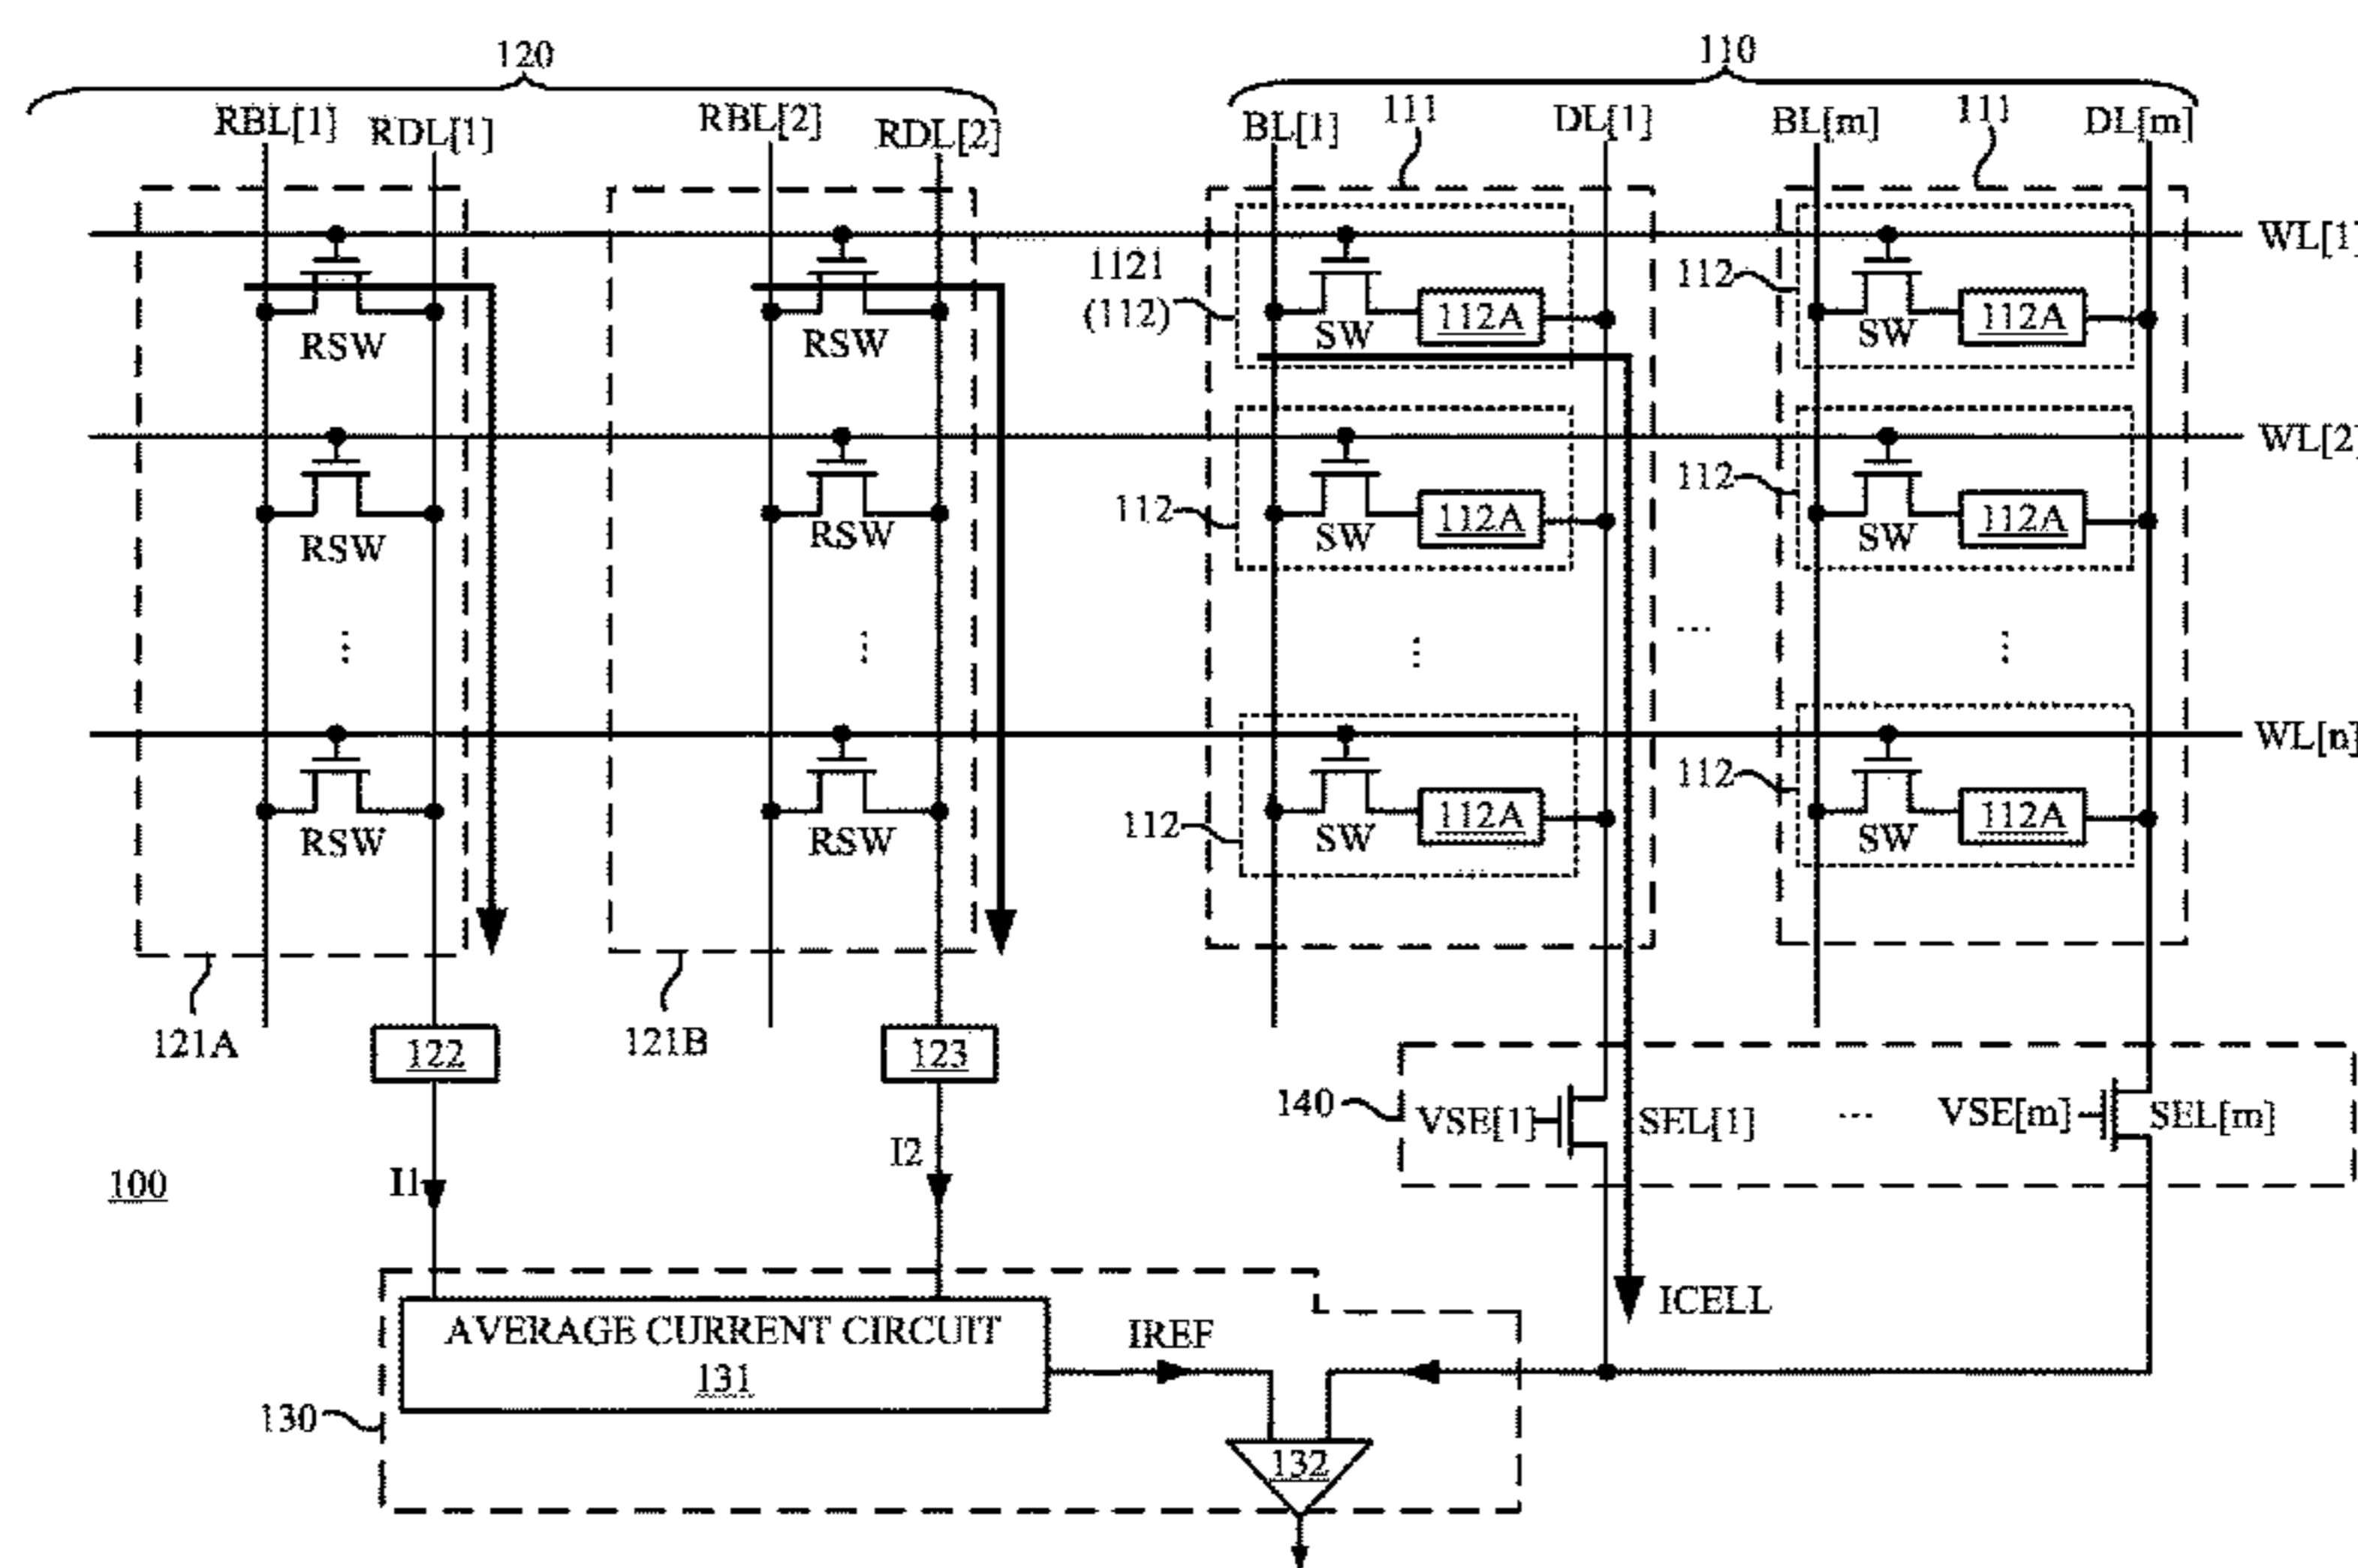 120
110
RBL[1]
RDL[1]
RBL[2]
RDL[2]
BL[1]
111
DL[1]
BL[m]
111
DL[m]
WL[1]
1121
(112)
112
RSW
RSW
SW
112A
SW
112A
WL[2]
112
112
RSW
RSW
SW
112A
SW
112A
⋮
⋮
⋮
...
⋮
WL[n]
112
112
RSW
RSW
SW
112A
SW
112A
121A
122
121B
123
140
VSE[1]
SEL[1]
...
VSE[m]
SEL[m]
100
I1
I2
AVERAGE CURRENT CIRCUIT
131
IREF
ICELL
130
132